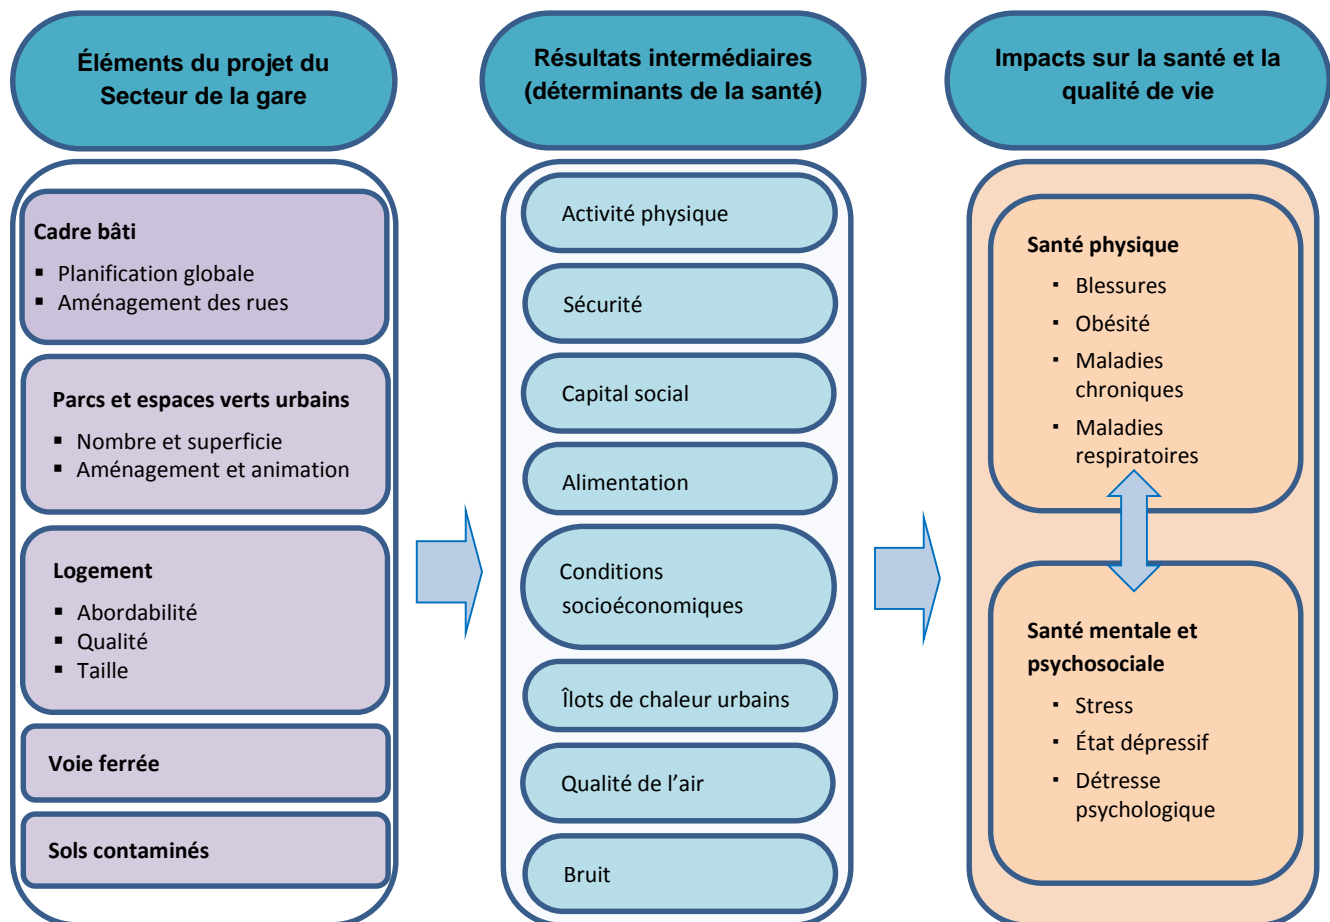 Éléments du projet du
Secteur de la gare
Cadre bâti
▪ Planification globale
▪ Aménagement des rues
Parcs et espaces verts urbains
▪ Nombre et superficie
▪ Aménagement et animation
Logement
▪ Abordabilité
▪ Qualité
▪ Taille
Voie ferrée
Sols contaminés
Résultats intermédiaires
(déterminants de la santé)
Activité physique
Sécurité
Capital social
Alimentation
Conditions
socioéconomiques
Îlots de chaleur urbains
Qualité de l’air
Bruit
Impacts sur la santé et la
qualité de vie
Santé physique
▪ Blessures
▪ Obésité
▪ Maladies
chroniques
▪ Maladies
respiratoires
Santé mentale et
psychosociale
▪ Stress
▪ État dépressif
▪ Détresse
psychologique